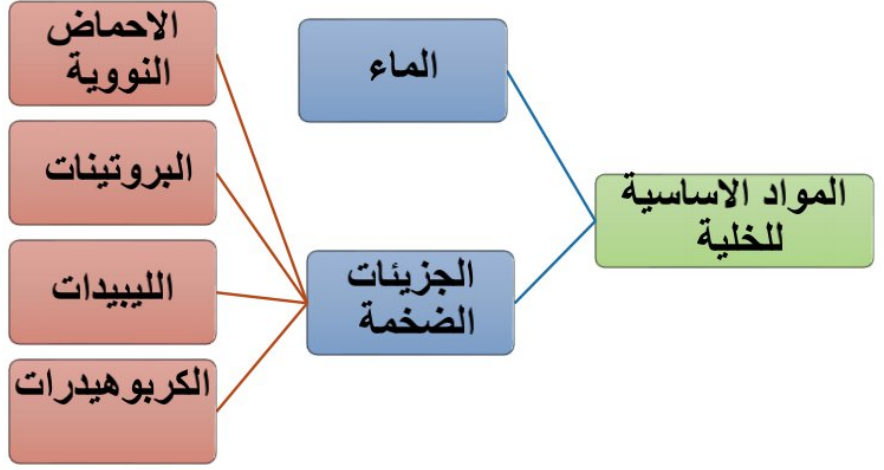 المواد الاساسية
للخلية
الماء
الجزيئات
الضخمة
الاحماض
النووية
البروتينات
الليبيدات
الكربوهيدرات